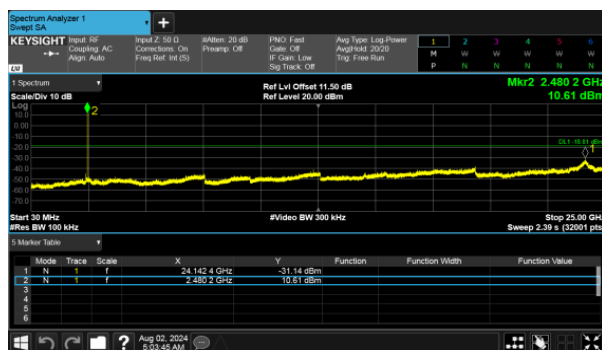 Spectrum Analyzer 1
Swept SA
+
KEYSIGHT Input: RF Input Z: 50 Ω #Atten: 20 dB PNO: Fast Avg Type: Log-Power 1 2 3 4 5 6
Coupling: AC Corrections: On Preamp: Off Gate: Off Avg|Hold: 20/20 M W W W W W
Align: Auto Freq Ref: Int (S) IF Gain: Low Trig: Free Run
Sig Track: Off P N N N N N
1 Spectrum Ref Lvl Offset 11.50 dB Mkr2 2.480 2 GHz
Scale/Div 10 dB Ref Level 20.00 dBm 10.61 dBm
Log
10.0
0.00
-10.0
-20.0
-30.0
-40.0
-50.0
-60.0
-70.0
2
1
Start 30 MHz #Video BW 300 kHz Stop 25.00 GHz
#Res BW 100 kHz Sweep 2.39 s (32001 pts)
5 Marker Table
Mode Trace Scale X Y Function Function Width Function Value
1 N 1 f 24.142 4 GHz -31.14 dBm
2 N 1 f 2.480 2 GHz 10.61 dBm
3
4
5
6
? Aug 02, 2024
5:03:45 AM